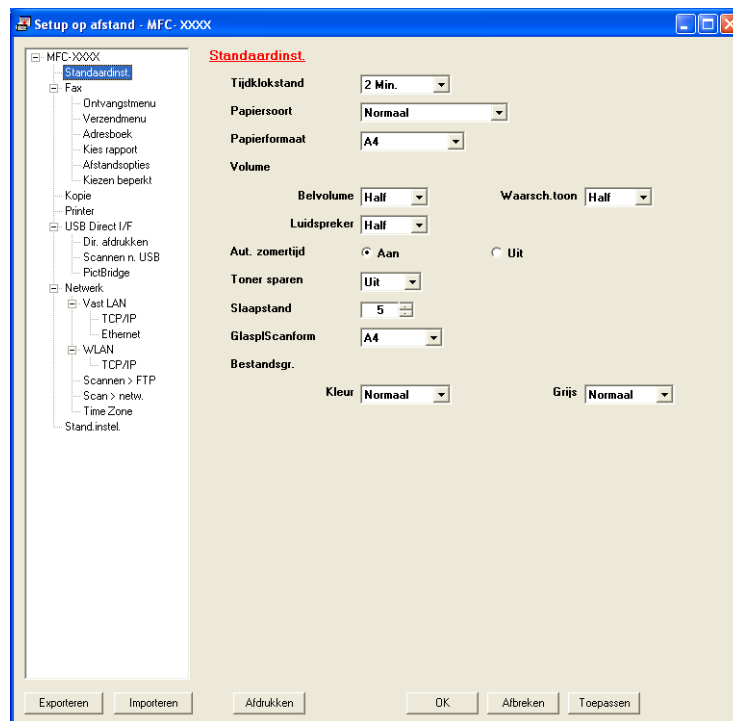 Setup op afstand - MFC- XXXX
MFC-XXXX
Standaardinst.
Fax
Ontvangstmenu
Verzendmenu
Adresboek
Kies rapport
Afstandsopties
Kiezen beperkt
Kopie
Printer
USB Direct I/F
Dir. afdrukken
Scannen n. USB
PictBridge
Netwerk
Vast LAN
TCP/IP
Ethernet
WLAN
TCP/IP
Scannen > FTP
Scan > netw.
Time Zone
Stand.instel.
Standaardinst.
Tijdklokstand 2 Min.
Papiersoort Normaal
Papierformaat A4
Volume
Belvolume Half Waarsch.toon Half
Luidspreker Half
Aut. zomertijd Aan Uit
Toner sparen Uit
Slaapstand 5
GlasplScanform A4
Bestandsgr.
Kleur Normaal Grijs Normaal
Exporteren Importeren Afdrukken OK Afbreken Toepassen